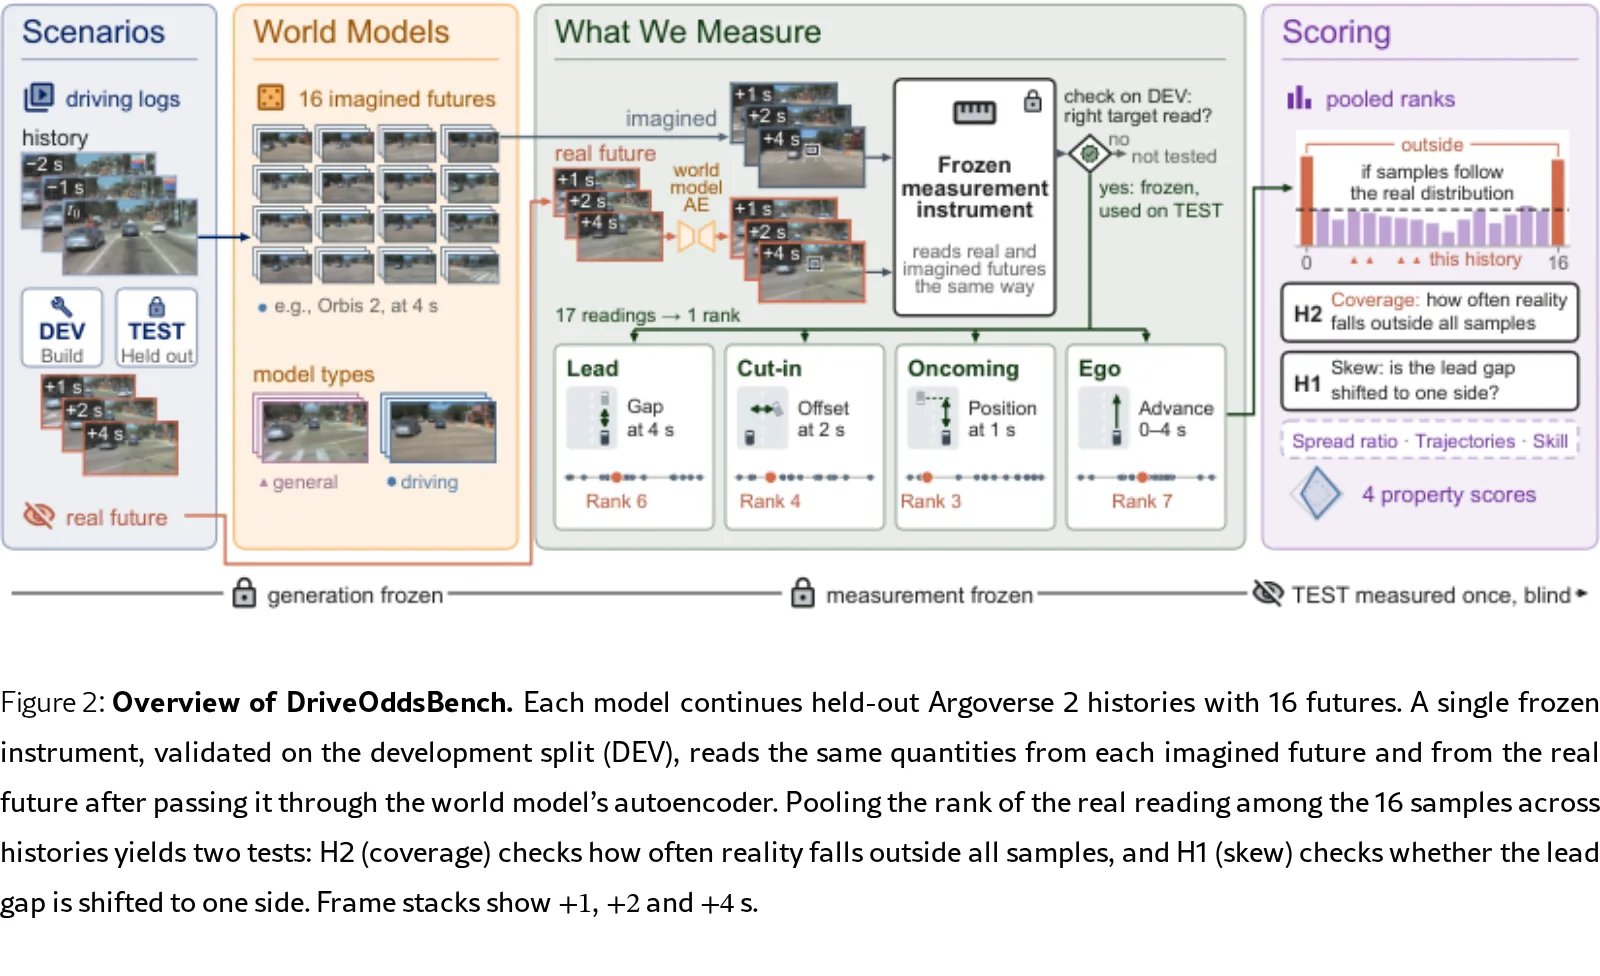 Scenarios
driving logs
history
−2 s
−1 s
t0
DEV
Build
TEST
Held out
+1 s
+2 s
+4 s
real future
World Models
16 imagined futures
e.g., Orbis 2, at 4 s
model types
general
driving
What We Measure
imagined
+1 s
+2 s
+4 s
real future
+1 s
+2 s
+4 s
world
model
AE
+1 s
+2 s
+4 s
Frozen
measurement
instrument
reads real and
imagined futures
the same way
check on DEV:
right target read?
no
not tested
yes: frozen,
used on TEST
17 readings → 1 rank
Lead
Gap
at 4 s
Rank 6
Cut-in
Offset
at 2 s
Rank 4
Oncoming
Position
at 1 s
Rank 3
Ego
Advance
0–4 s
Rank 7
Scoring
pooled ranks
outside
if samples follow
the real distribution
0
this history
16
H2 Coverage: how often reality
falls outside all samples
H1 Skew: is the lead gap
shifted to one side?
Spread ratio · Trajectories · Skill
4 property scores
generation frozen
measurement frozen
TEST measured once, blind
Figure 2: Overview of DriveOddsBench. Each model continues held-out Argoverse 2 histories with 16 futures. A single frozen
instrument, validated on the development split (DEV), reads the same quantities from each imagined future and from the real
future after passing it through the world model’s autoencoder. Pooling the rank of the real reading among the 16 samples across
histories yields two tests: H2 (coverage) checks how often reality falls outside all samples, and H1 (skew) checks whether the lead
gap is shifted to one side. Frame stacks show +1, +2 and +4 s.